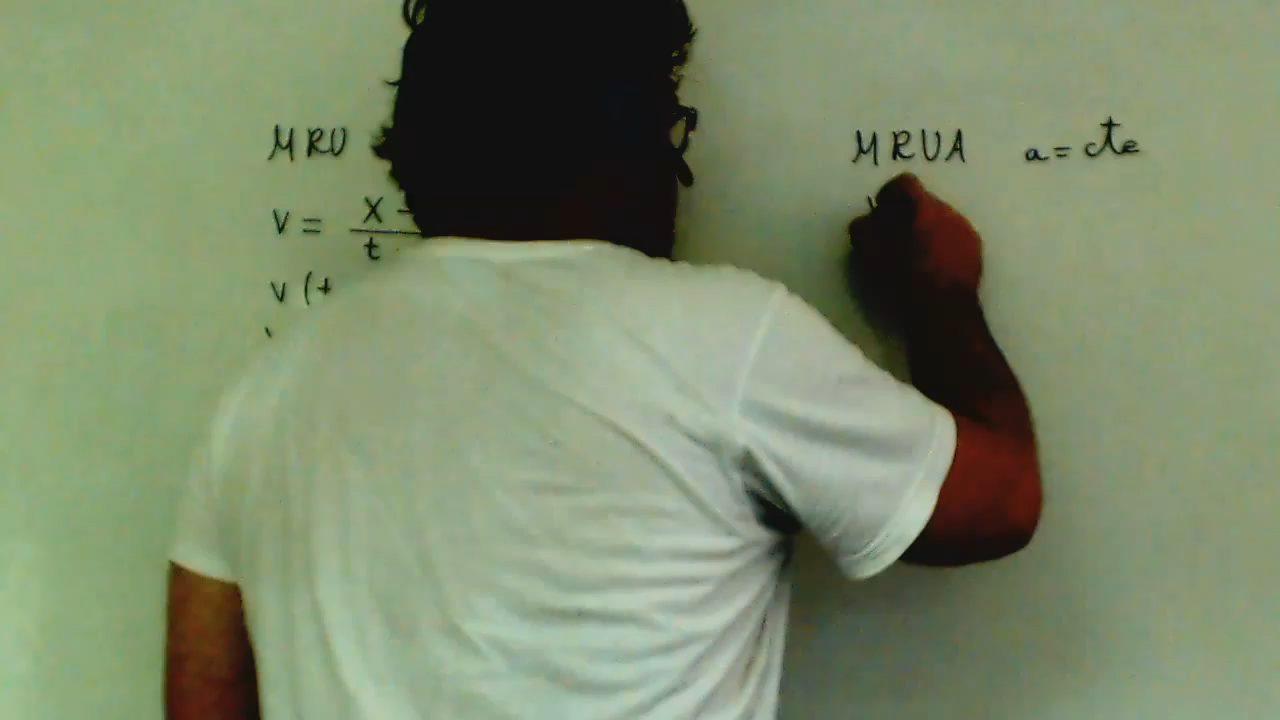 MRU
V = X -
t
V (t
MRUA a = cte